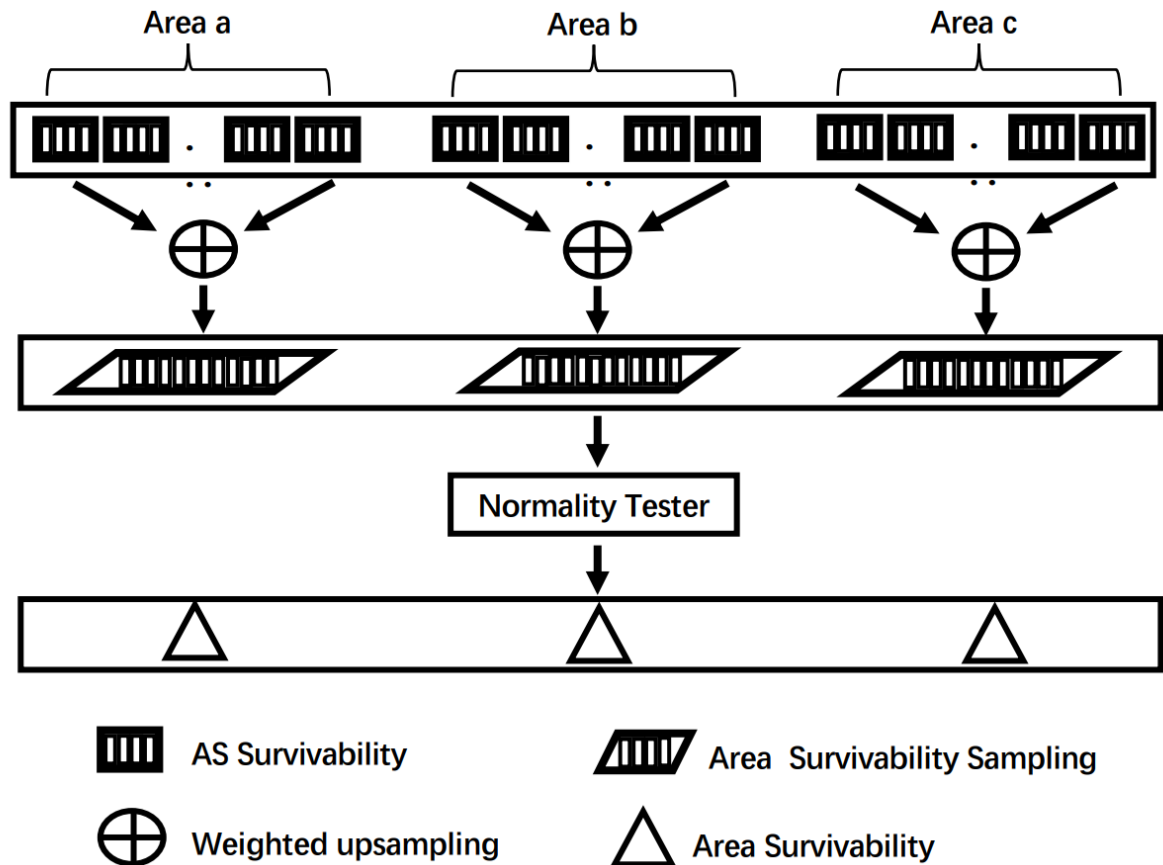 Area a
Area b
Area c
Normality Tester
AS Survivability
Area Survivability Sampling
Weighted upsampling
Area Survivability